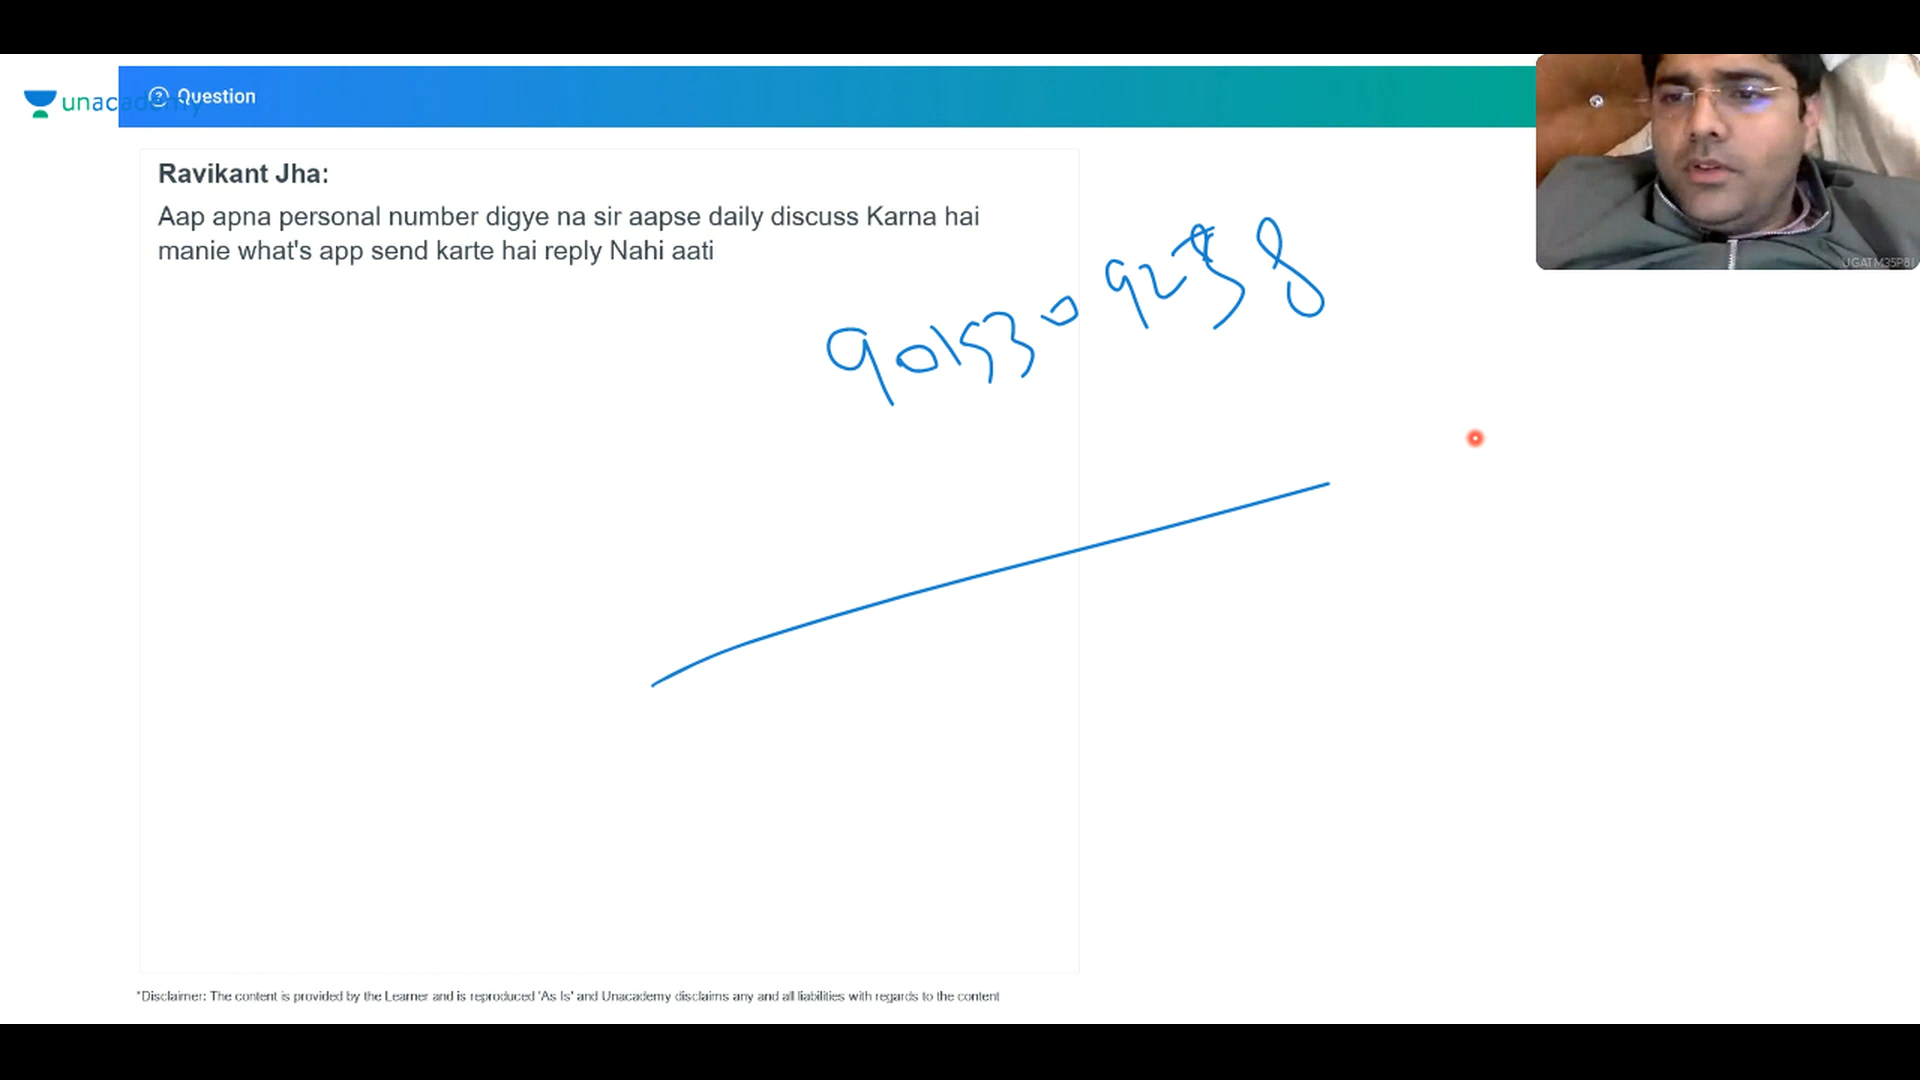 unacademy
Question
Ravikant Jha:
Aap apna personal number digye na sir aapse daily discuss Karna hai
manie what's app send karte hai reply Nahi aati
UGATM35P8I
*Disclaimer: The content is provided by the Learner and is reproduced 'As Is' and Unacademy disclaims any and all liabilities with regards to the content